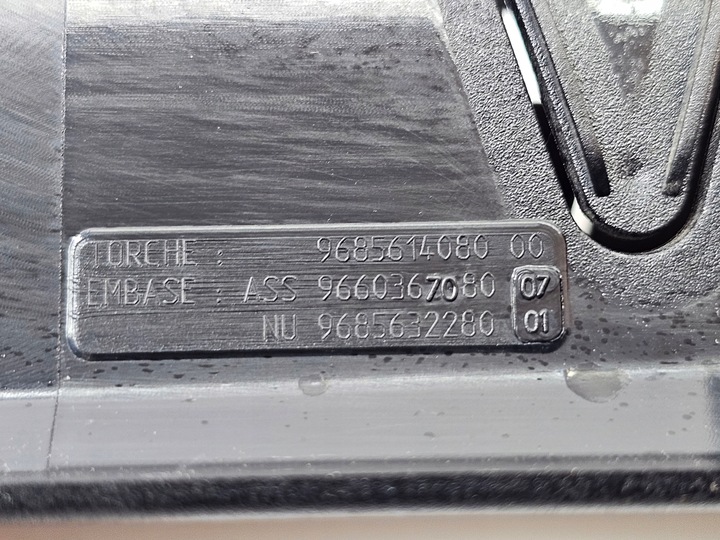 TORCHE : 9685614080 00
EMBASE : ASS 9660367080 07
NU 9685632280 01